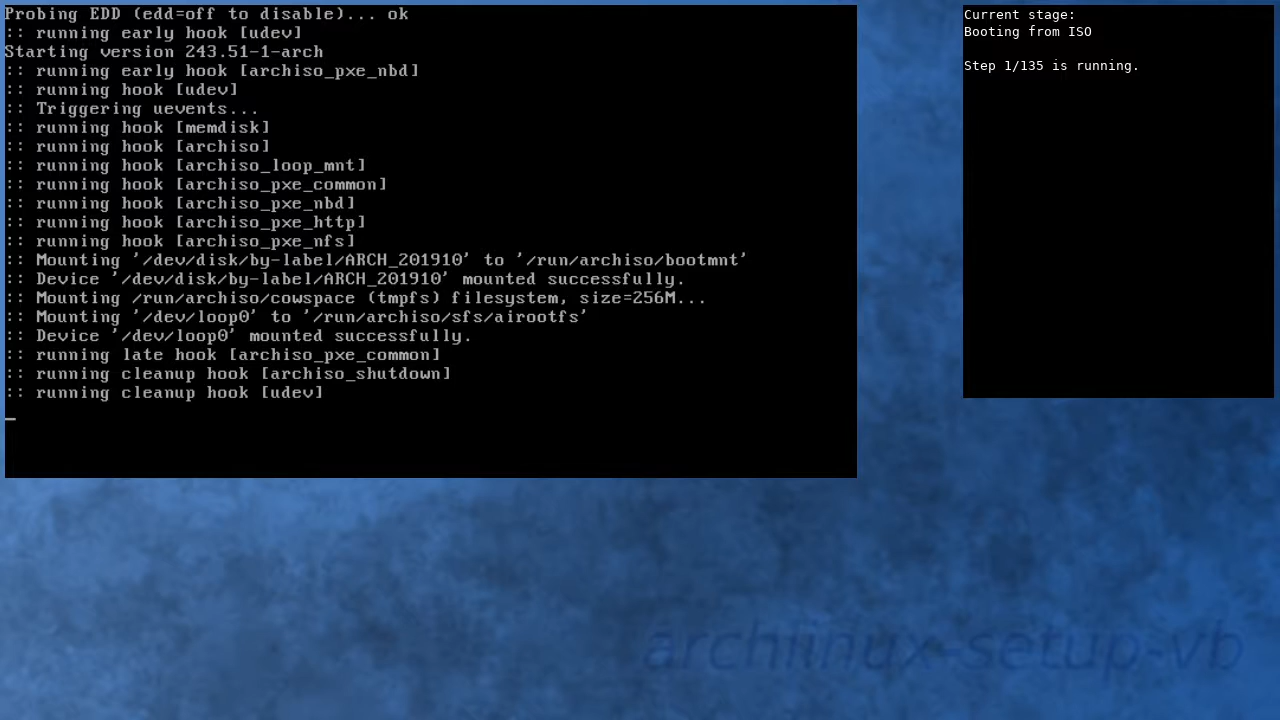 Probing EDD (edd=off to disable)... ok
:: running early hook [udev]
Starting version 243.51-1-arch
:: running early hook [archiso_pxe_nbd]
:: running hook [udev]
:: Triggering uevents...
:: running hook [memdisk]
:: running hook [archiso]
:: running hook [archiso_loop_mnt]
:: running hook [archiso_pxe_common]
:: running hook [archiso_pxe_nbd]
:: running hook [archiso_pxe_http]
:: running hook [archiso_pxe_nfs]
:: Mounting '/dev/disk/by-label/ARCH_201910' to '/run/archiso/bootmnt'
:: Device '/dev/disk/by-label/ARCH_201910' mounted successfully.
:: Mounting /run/archiso/cowspace (tmpfs) filesystem, size=256M...
:: Mounting '/dev/loop0' to '/run/archiso/sfs/airootfs'
:: Device '/dev/loop0' mounted successfully.
:: running late hook [archiso_pxe_common]
:: running cleanup hook [archiso_shutdown]
:: running cleanup hook [udev]
Current stage:
Booting from ISO
Step 1/135 is running.
archlinux-setup-vb